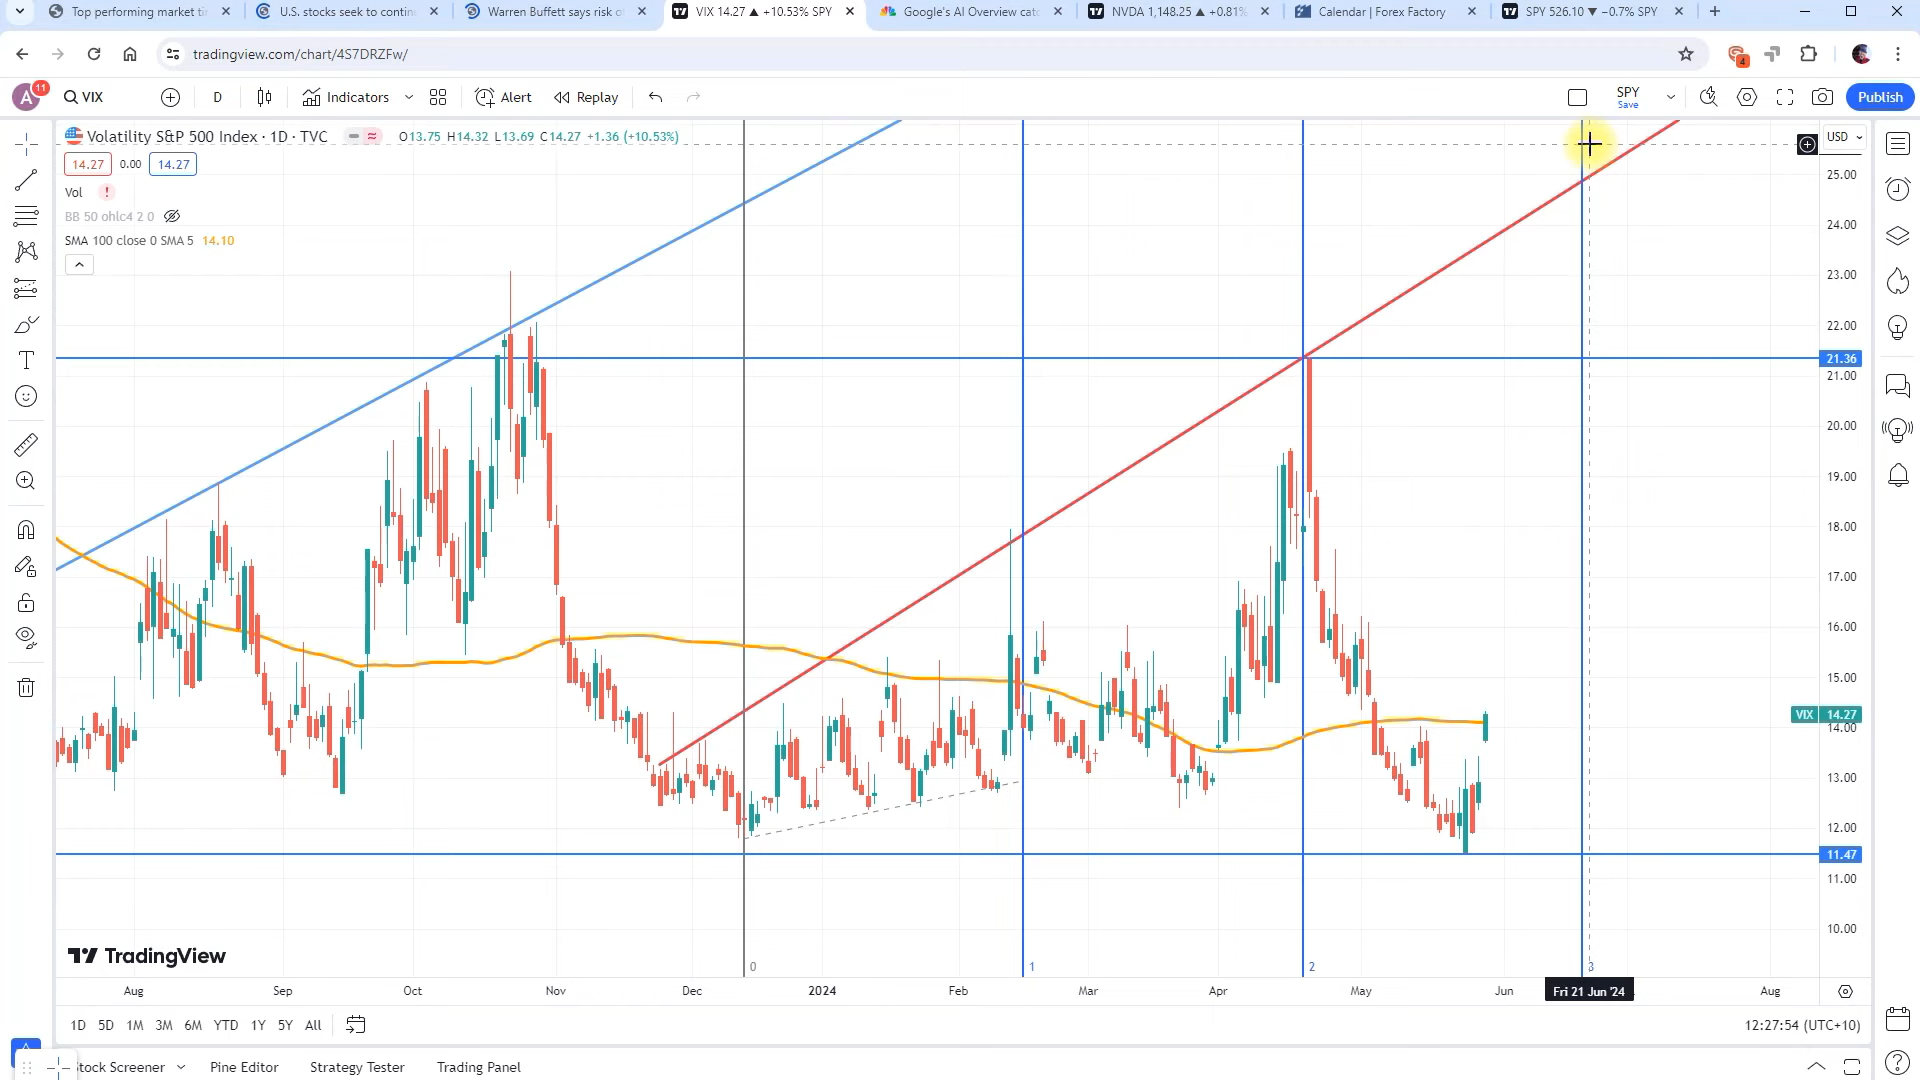 Top performing market ti
U.S. stocks seek to contin
Warren Buffett says risk o
VIX 14.27 ▲ +10.53% SPY
Google's AI Overview cat
NVDA 1,148.25 ▲ +0.81%
Calendar | Forex Factory
SPY 526.10 ▼ −0.7% SPY
tradingview.com/chart/4S7DRZFw/
4
A 11
VIX
D
Indicators
Alert
Replay
SPY
Save
Publish
Volatility S&P 500 Index · 1D · TVC
O13.75 H14.32 L13.69 C14.27 +1.36 (+10.53%)
USD
14.27 0.00 14.27
Vol !
BB 50 ohlc4 2 0
SMA 100 close 0 SMA 5 14.10
25.00
24.00
23.00
22.00
21.36
21.00
20.00
19.00
18.00
17.00
16.00
15.00
VIX 14.27
14.00
13.00
12.00
11.47
11.00
10.00
TradingView
0
1
2
3
Aug
Sep
Oct
Nov
Dec
2024
Feb
Mar
Apr
May
Jun
Fri 21 Jun '24
Aug
1D 5D 1M 3M 6M YTD 1Y 5Y All
12:27:54 (UTC+10)
Stock Screener
Pine Editor
Strategy Tester
Trading Panel